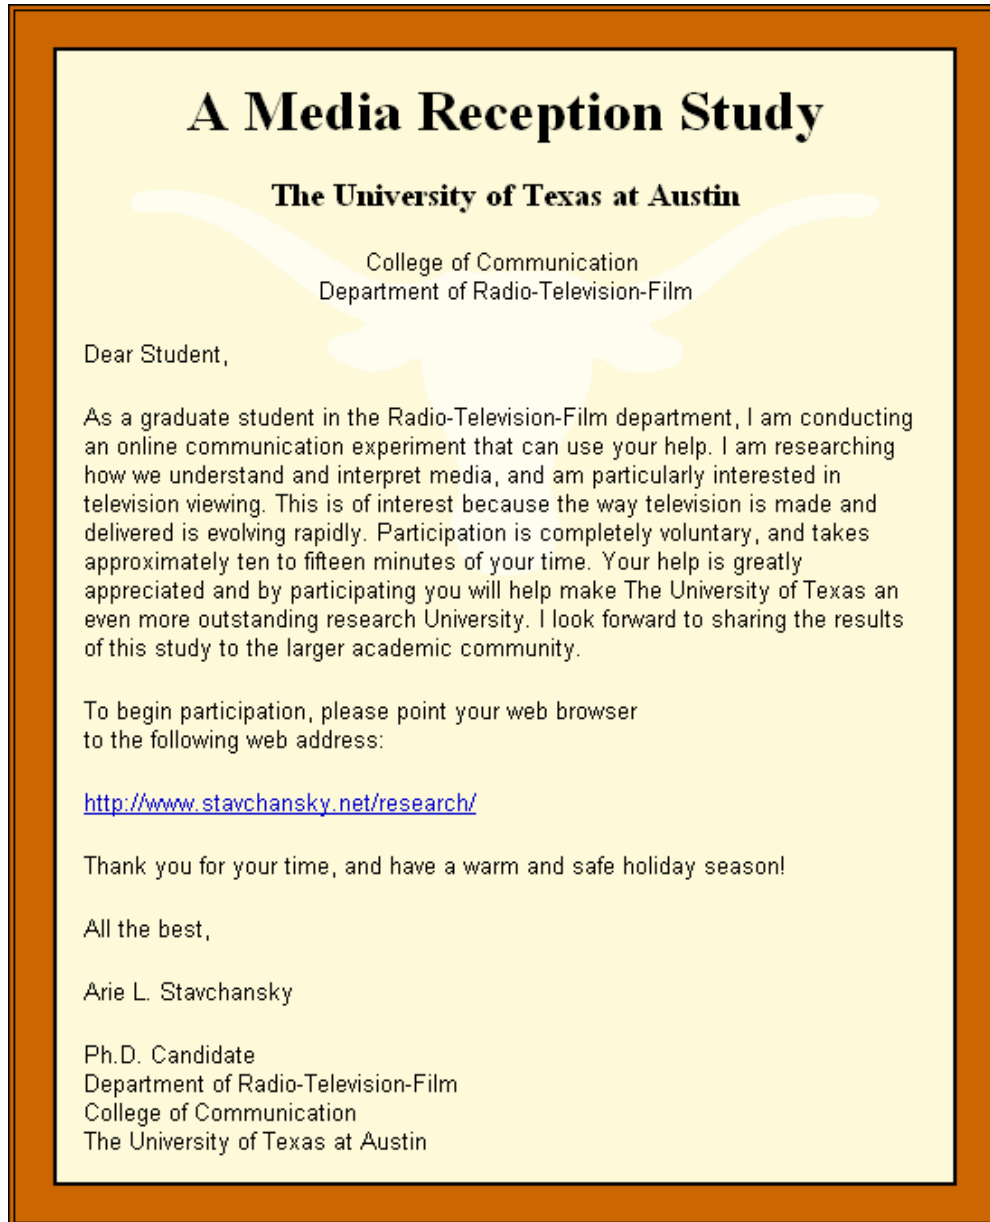 A Media Reception Study
The University of Texas at Austin
College of Communication
Department of Radio-Television-Film
Dear Student,
As a graduate student in the Radio-Television-Film department, I am conducting
an online communication experiment that can use your help. I am researching
how we understand and interpret media, and am particularly interested in
television viewing. This is of interest because the way television is made and
delivered is evolving rapidly. Participation is completely voluntary, and takes
approximately ten to fifteen minutes of your time. Your help is greatly
appreciated and by participating you will help make The University of Texas an
even more outstanding research University. I look forward to sharing the results
of this study to the larger academic community.
To begin participation, please point your web browser
to the following web address:
http://www.stavchansky.net/research/
Thank you for your time, and have a warm and safe holiday season!
All the best,
Arie L. Stavchansky
Ph.D. Candidate
Department of Radio-Television-Film
College of Communication
The University of Texas at Austin